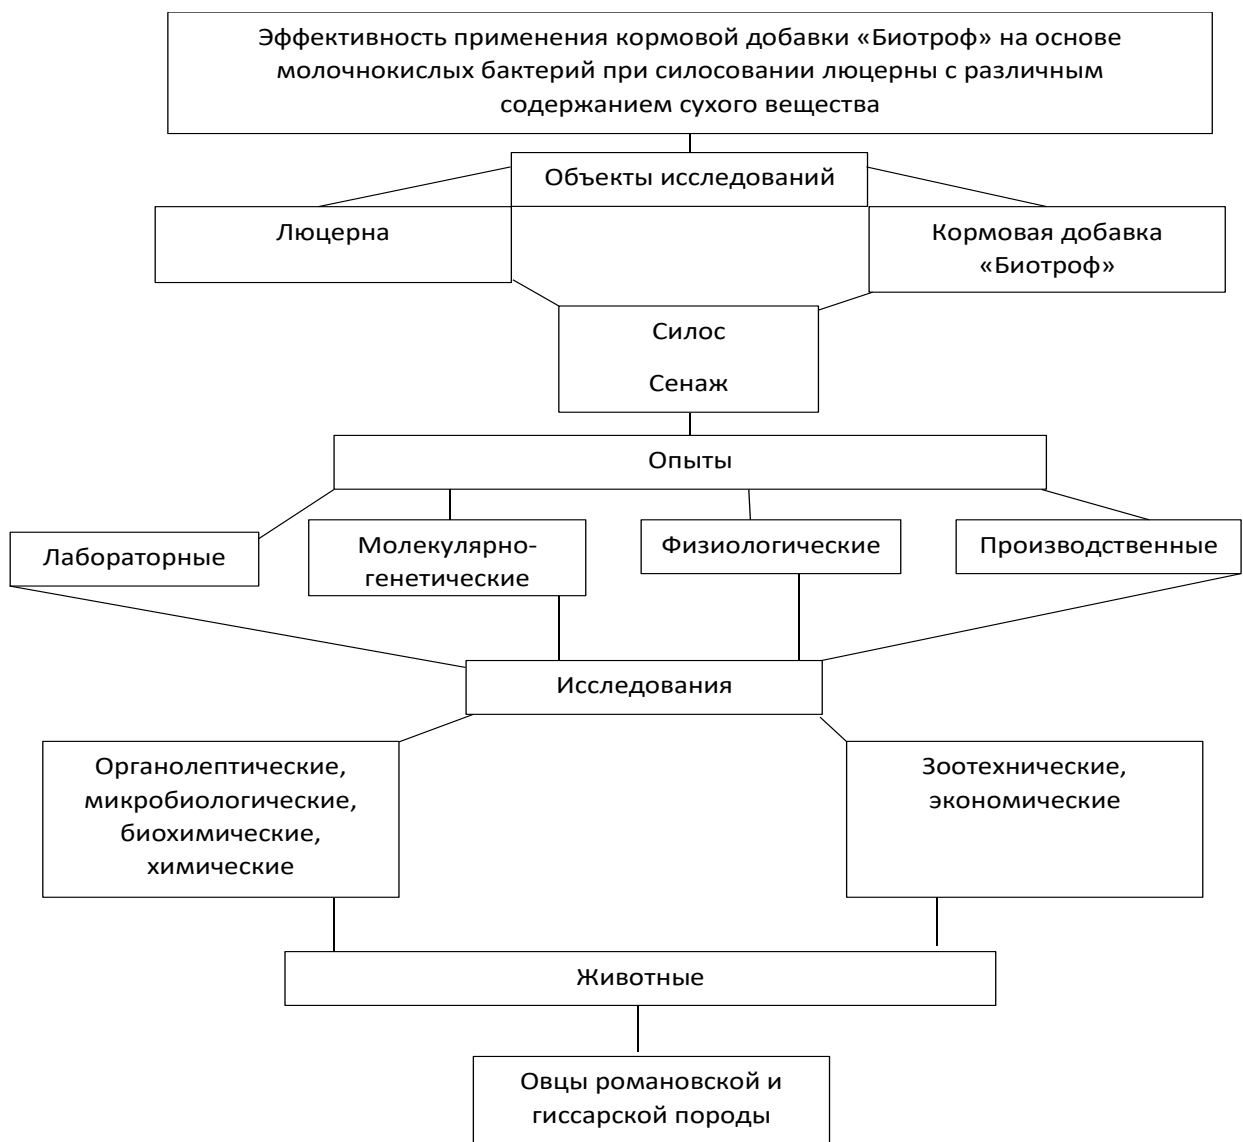 Эффективность применения кормовой добавки «Биотроф» на основе
молочнокислых бактерий при силосовании люцерны с различным
содержанием сухого вещества
Объекты исследований
Люцерна
Кормовая добавка
«Биотроф»
Силос
Сенаж
Опыты
Лабораторные
Молекулярно-
генетические
Физиологические
Производственные
Исследования
Органолептические,
микробиологические,
биохимические,
химические
Зоотехнические,
экономические
Животные
Овцы романовской и
гиссарской породы